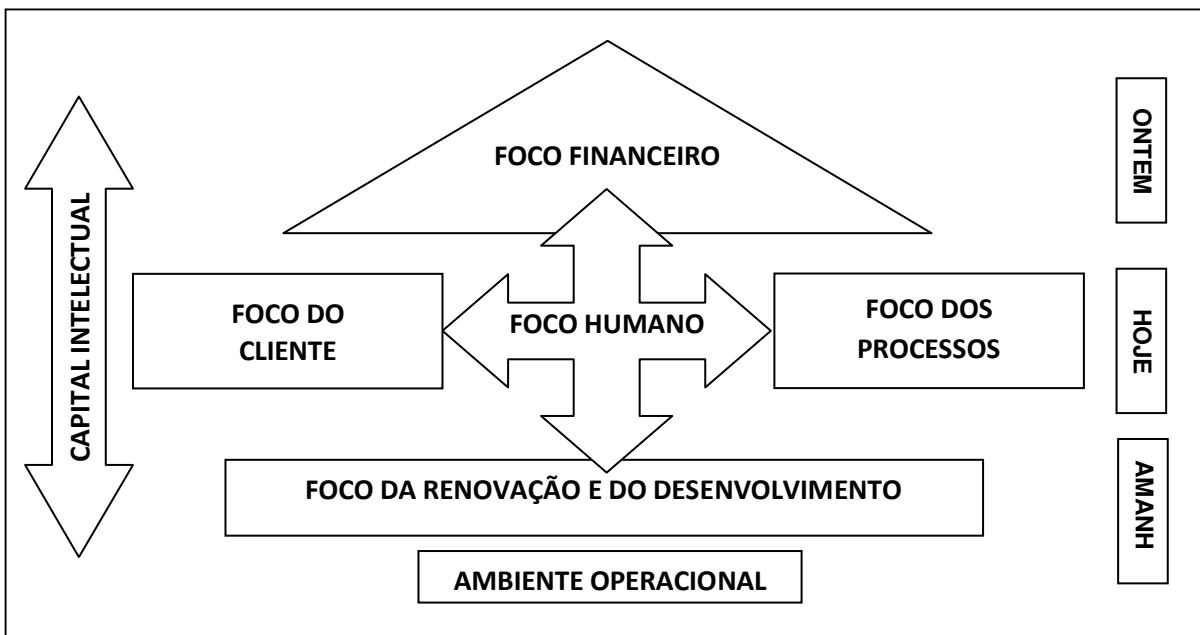 ONTEM
FOCO FINANCEIRO
CAPITAL INTELECTUAL
FOCO DO
CLIENTE
FOCO HUMANO
FOCO DOS
PROCESSOS
HOJE
FOCO DA RENOVAÇÃO E DO DESENVOLVIMENTO
AMANH
AMBIENTE OPERACIONAL